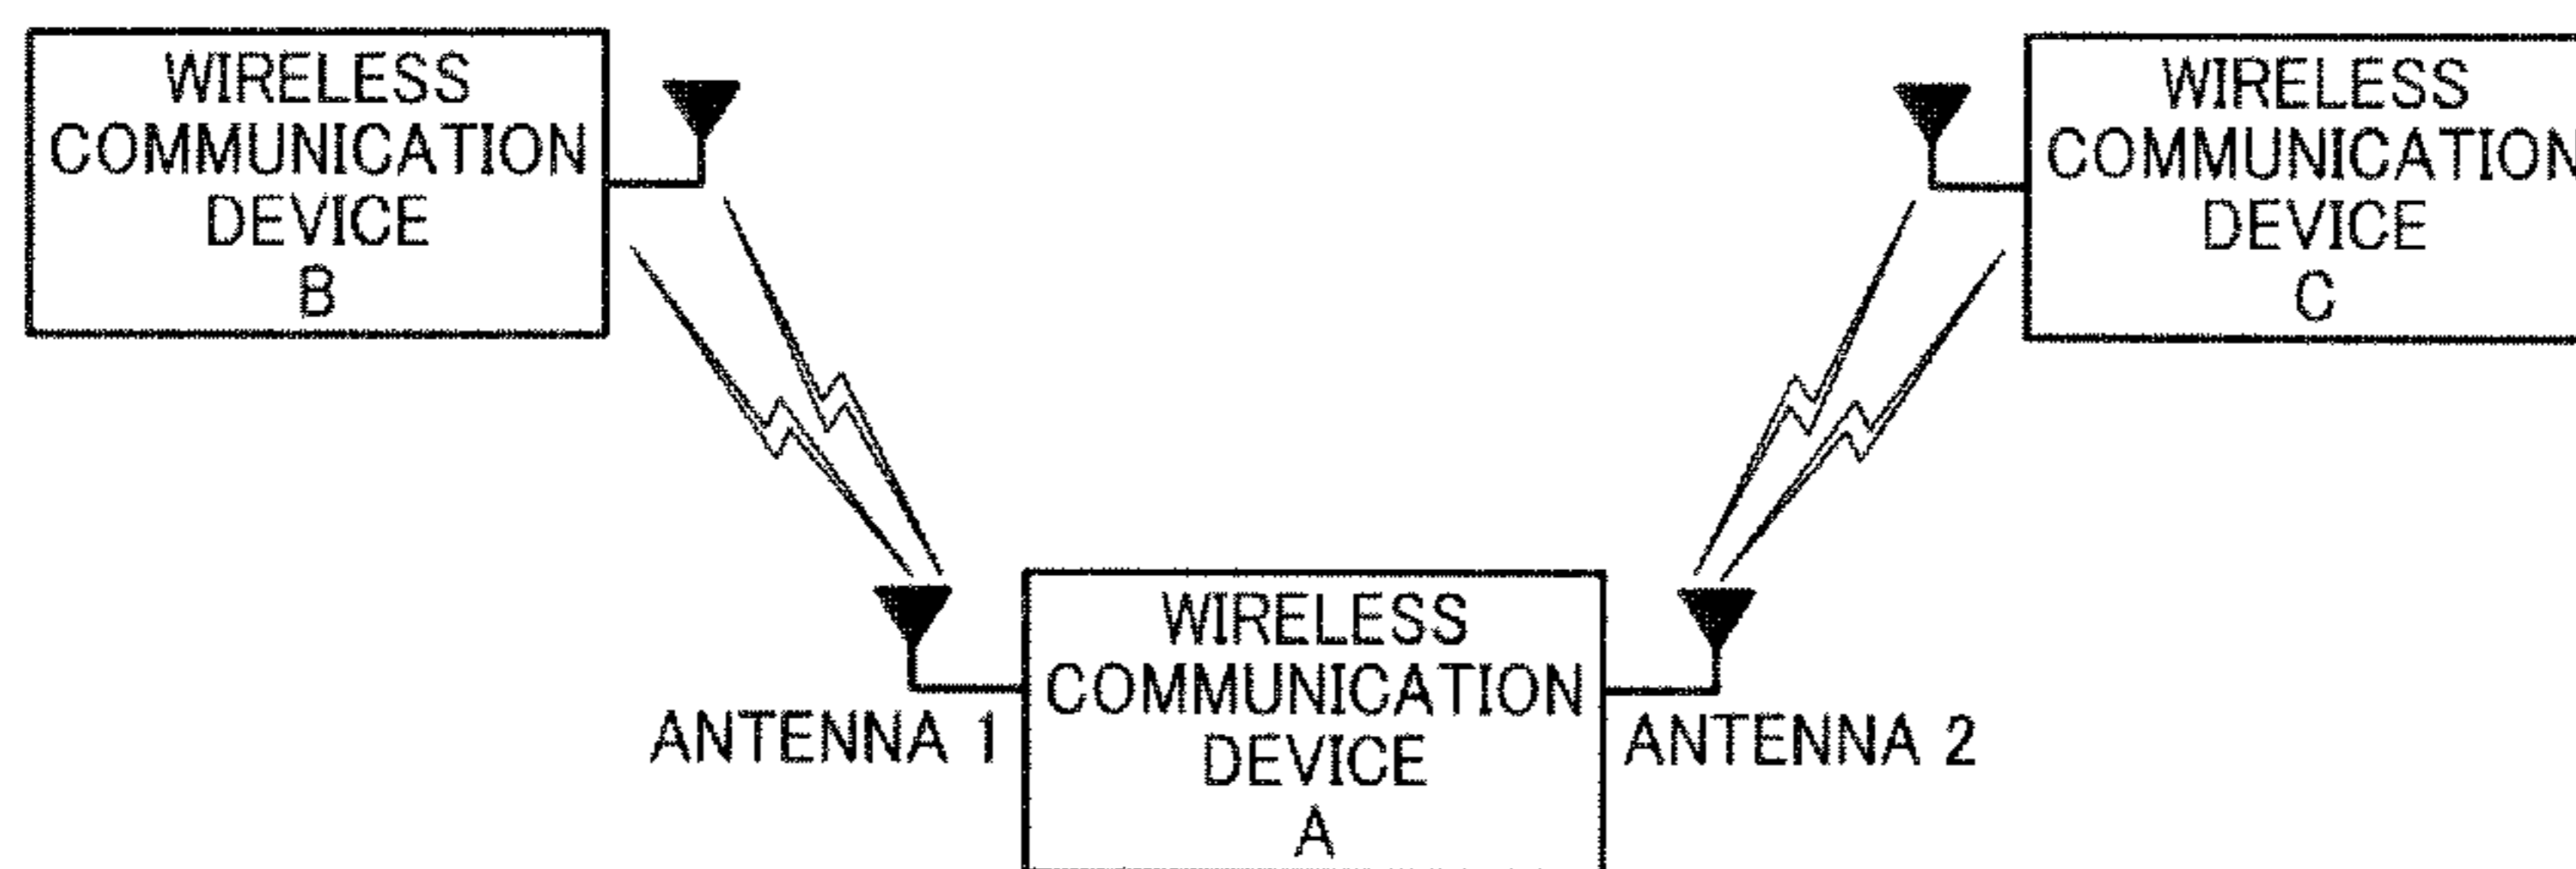 WIRELESS
COMMUNICATION
DEVICE
B
WIRELESS
COMMUNICATION
DEVICE
C
WIRELESS
COMMUNICATION
DEVICE
A
ANTENNA 1
ANTENNA 2